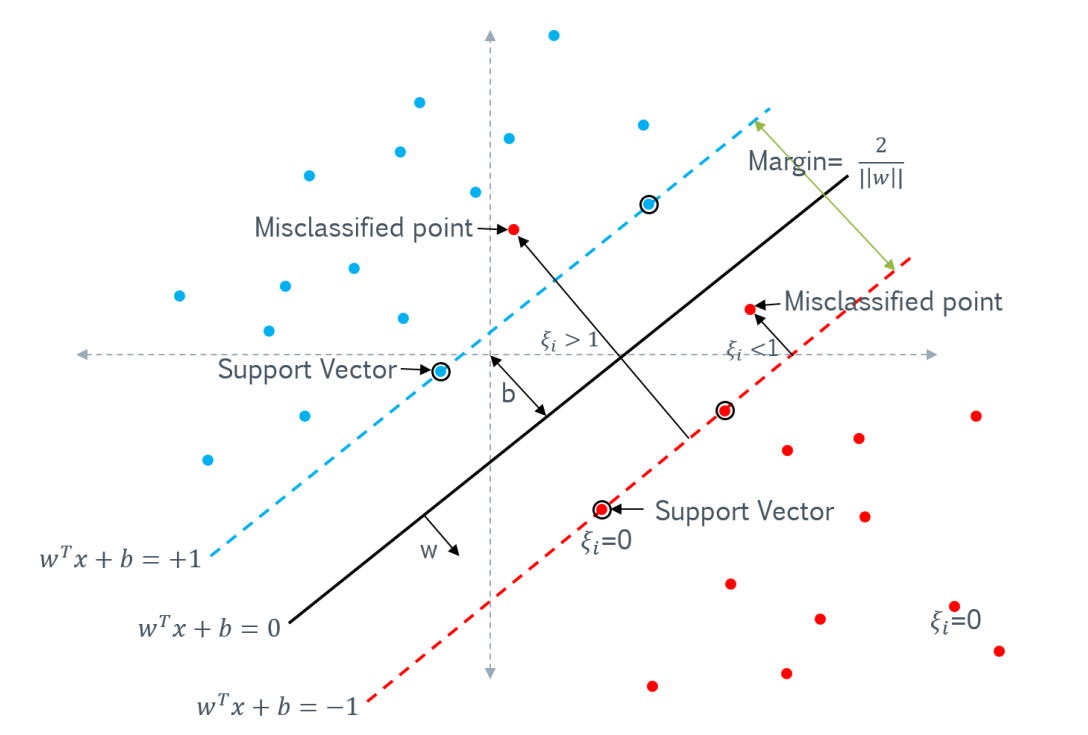 Margin= 2/||w||
Misclassified point
Misclassified point
ξᵢ > 1
ξᵢ <1
Support Vector
b
Support Vector
ξᵢ=0
w
wᵀx + b = +1
ξᵢ=0
wᵀx + b = 0
wᵀx + b = −1